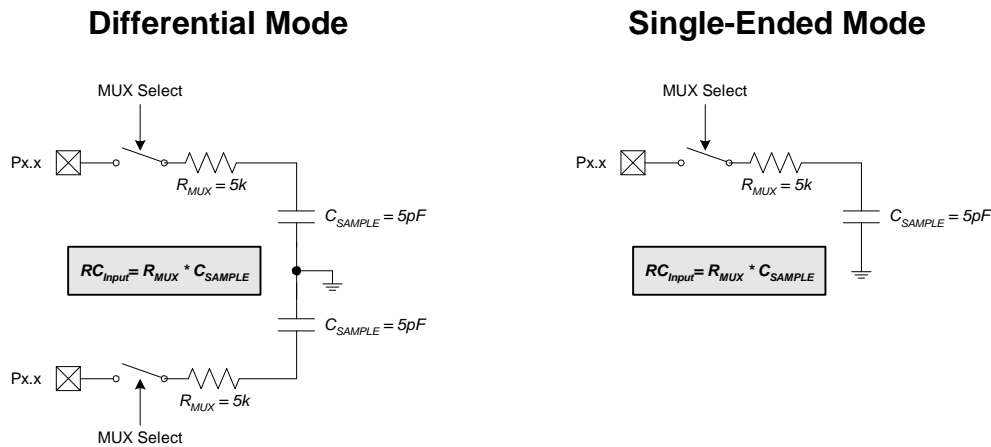 Differential Mode
MUX Select
Px.x
R_MUX = 5k
C_SAMPLE = 5pF
RC_Input= R_MUX * C_SAMPLE
C_SAMPLE = 5pF
Px.x
R_MUX = 5k
MUX Select
Single-Ended Mode
MUX Select
Px.x
R_MUX = 5k
C_SAMPLE = 5pF
RC_Input= R_MUX * C_SAMPLE